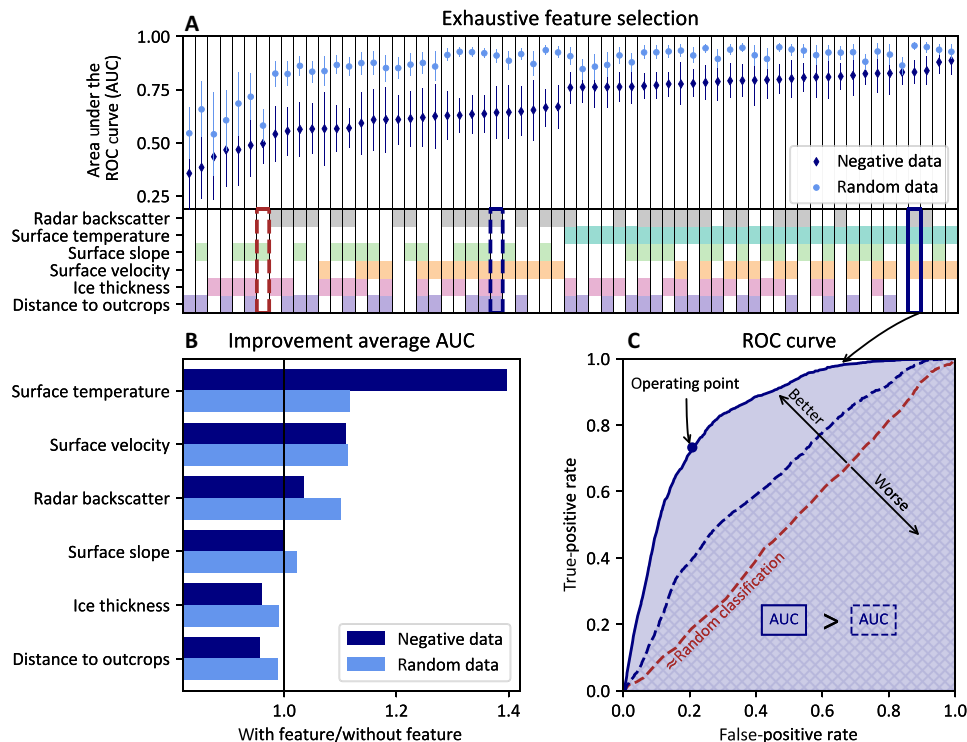 A Exhaustive feature selection
Area under the
ROC curve (AUC)
1.00
0.75
0.50
0.25
Negative data
Random data
Radar backscatter
Surface temperature
Surface slope
Surface velocity
Ice thickness
Distance to outcrops
B Improvement average AUC
Surface temperature
Surface velocity
Radar backscatter
Surface slope
Ice thickness
Distance to outcrops
Negative data
Random data
1.0 1.2 1.4
With feature/without feature
C ROC curve
True-positive rate
1.0
0.8
0.6
0.4
0.2
0.0
Operating point
Better
Worse
≈Random classification
AUC > AUC
0.0 0.2 0.4 0.6 0.8 1.0
False-positive rate